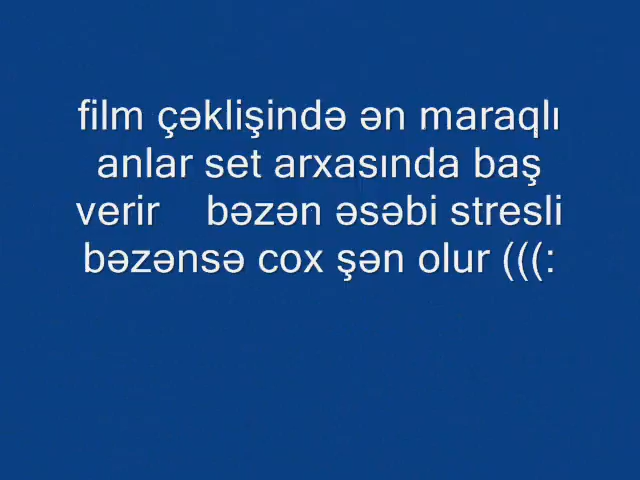 film çəklişində ən maraqlı
anlar set arxasında baş
verir    bəzən əsəbi stresli
bəzənsə cox şən olur (((: